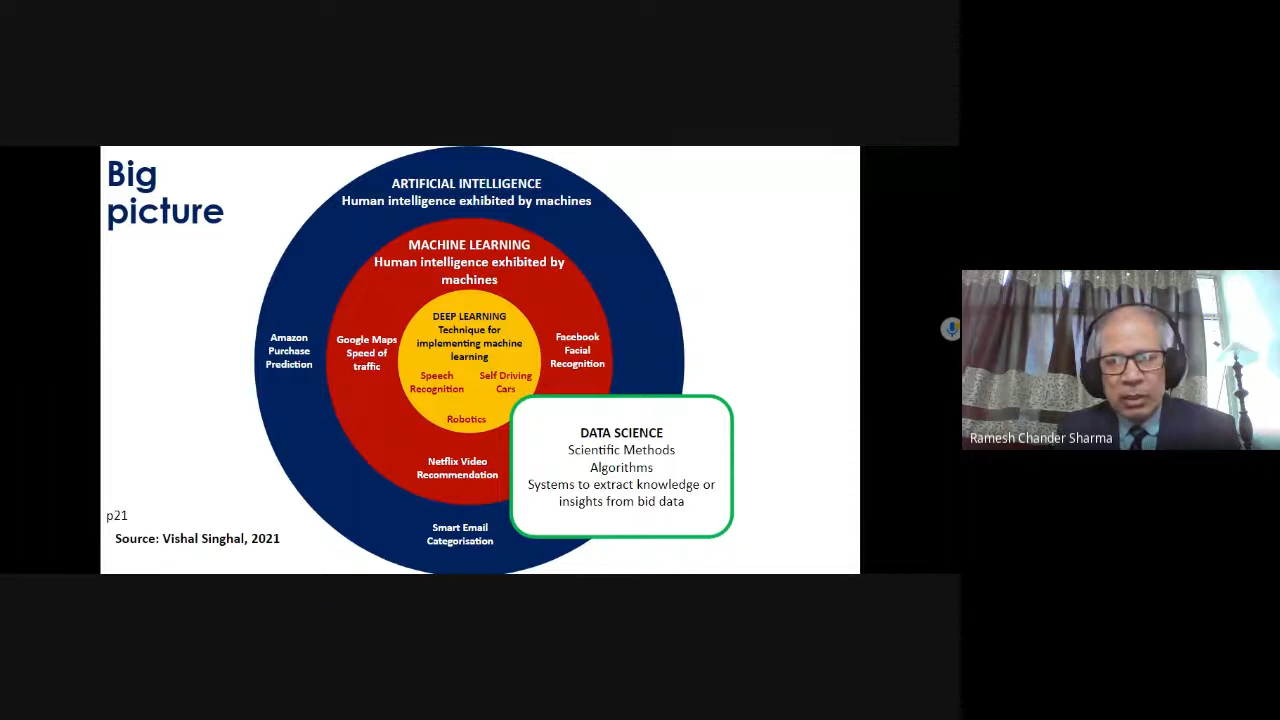 Big
picture
ARTIFICIAL INTELLIGENCE
Human intelligence exhibited by machines
MACHINE LEARNING
Human intelligence exhibited by
machines
DEEP LEARNING
Technique for
implementing machine
learning
Speech
Recognition
Self Driving
Cars
Robotics
Amazon
Purchase
Prediction
Google Maps
Speed of
traffic
Facebook
Facial
Recognition
Netflix Video
Recommendation
Smart Email
Categorisation
DATA SCIENCE
Scientific Methods
Algorithms
Systems to extract knowledge or
insights from bid data
p21
Source: Vishal Singhal, 2021
Ramesh Chander Sharma